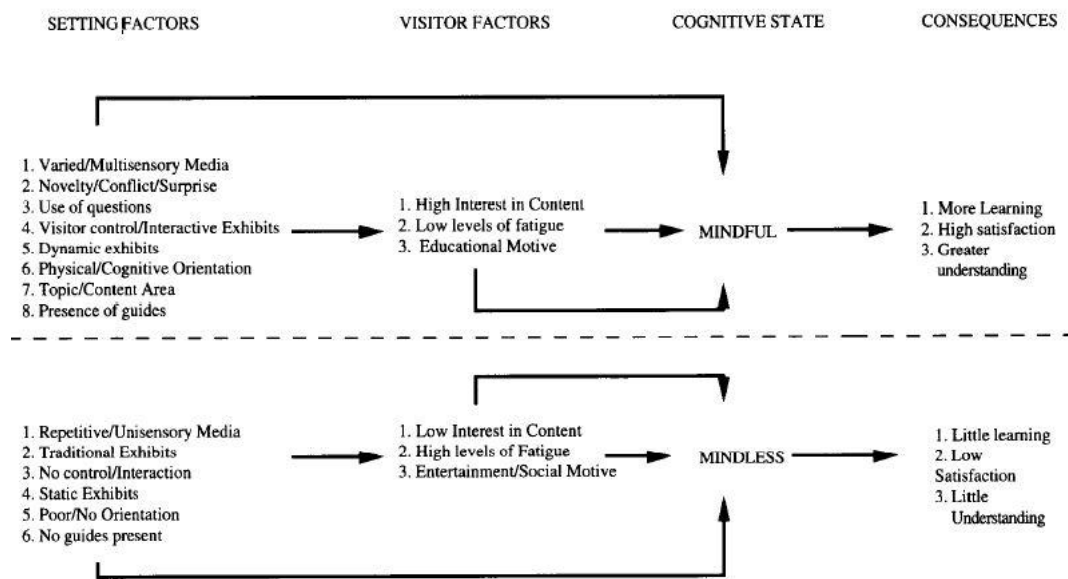 SETTING FACTORS
VISITOR FACTORS
COGNITIVE STATE
CONSEQUENCES
1. Varied/Multisensory Media
2. Novelty/Conflict/Surprise
3. Use of questions
4. Visitor control/Interactive Exhibits
5. Dynamic exhibits
6. Physical/Cognitive Orientation
7. Topic/Content Area
8. Presence of guides
1. High Interest in Content
2. Low levels of fatigue
3. Educational Motive
MINDFUL
1. More Learning
2. High satisfaction
3. Greater
understanding
1. Repetitive/Unisensory Media
2. Traditional Exhibits
3. No control/Interaction
4. Static Exhibits
5. Poor/No Orientation
6. No guides present
1. Low Interest in Content
2. High levels of Fatigue
3. Entertainment/Social Motive
MINDLESS
1. Little learning
2. Low
Satisfaction
3. Little
Understanding